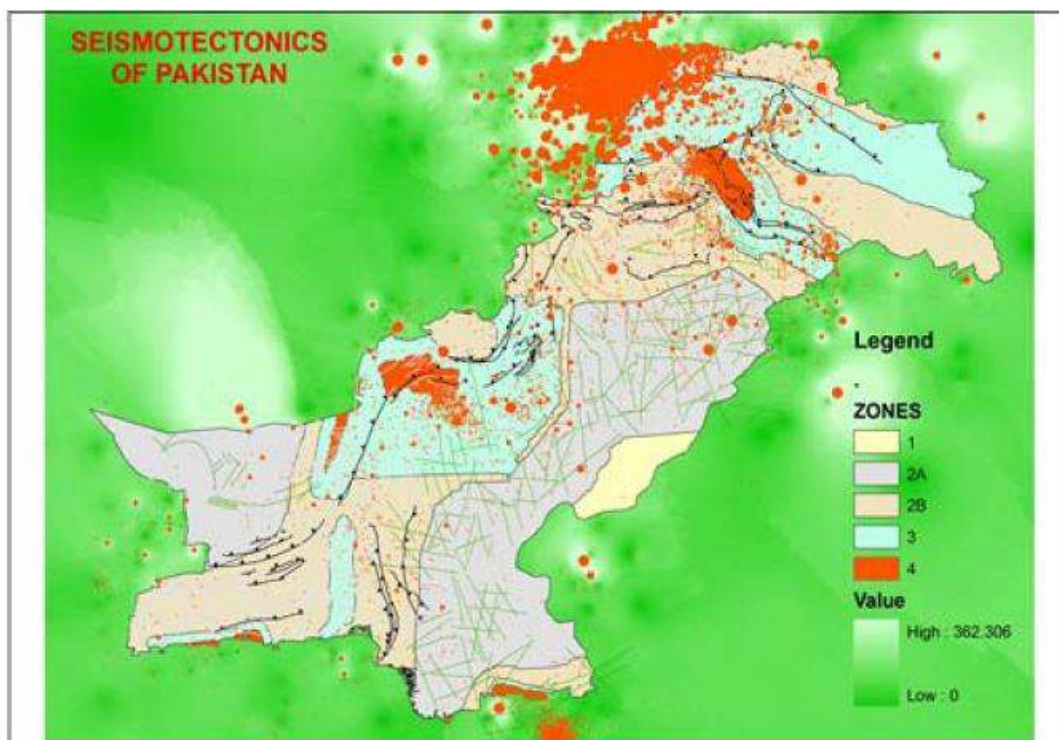 SEISMOTECTONICS
OF PAKISTAN
Legend
ZONES
1
2A
2B
3
4
Value
High : 362.306
Low : 0